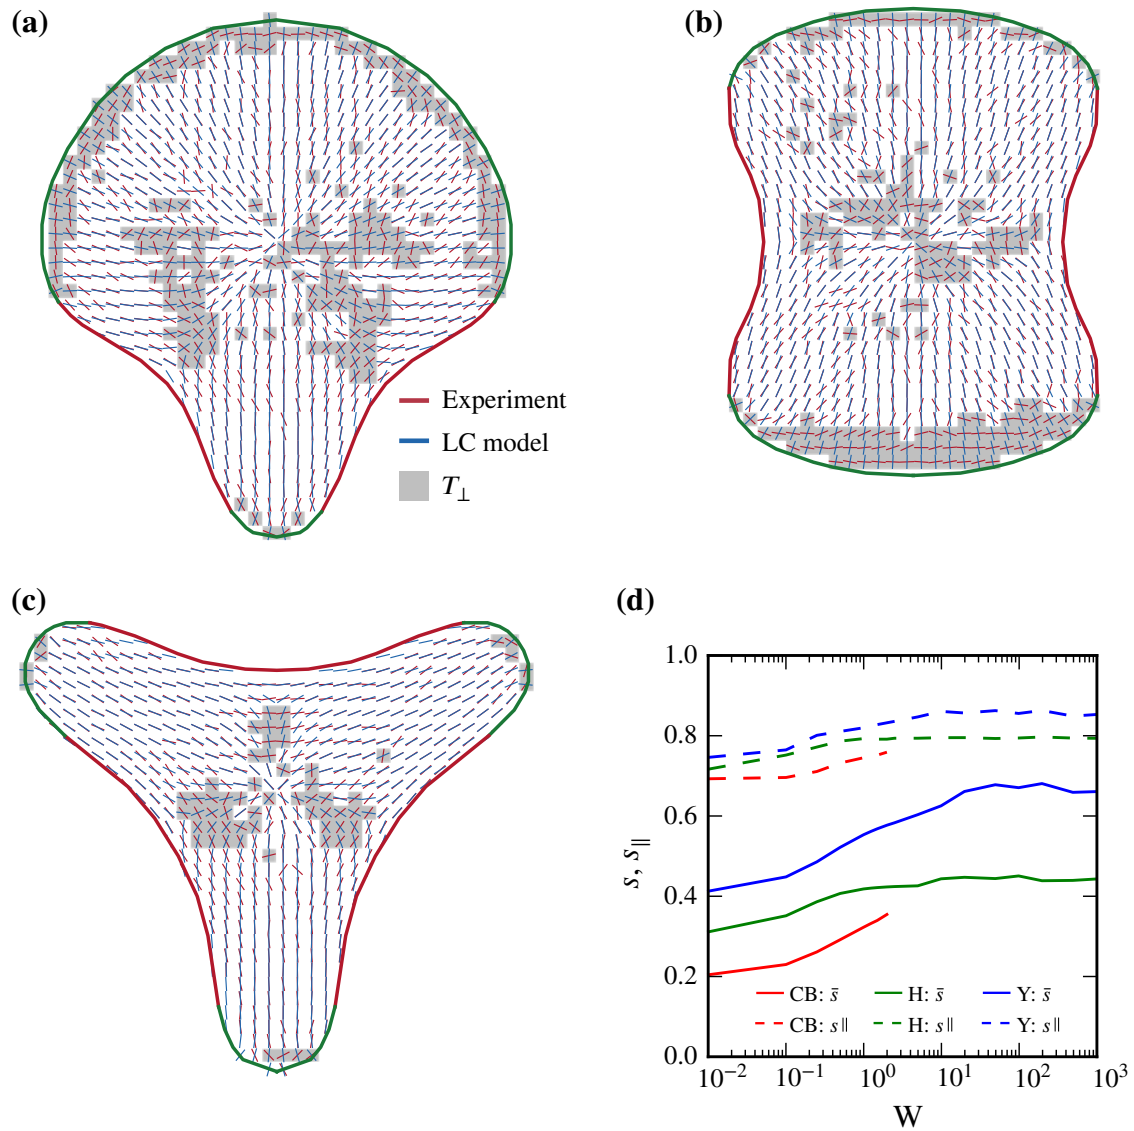 (a)
(b)
Experiment
LC model
T⊥
(c)
(d)
1.0
0.8
0.6
0.4
0.2
0.0
s, s∥
CB: s̄
H: s̄
Y: s̄
CB: s∥
H: s∥
Y: s∥
10⁻² 10⁻¹ 10⁰ 10¹ 10² 10³
W